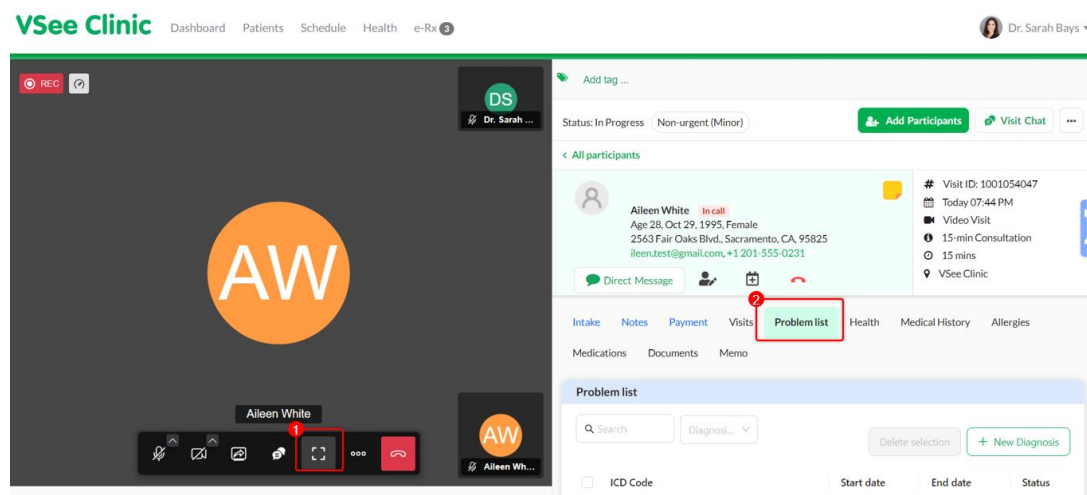 VSee Clinic Dashboard Patients Schedule Health e-Rx 3 Dr. Sarah Bays
REC
DS
Dr. Sarah ...
AW
Aileen White
1
AW
Aileen Wh...
Add tag ...
Status: In Progress Non-urgent (Minor) Add Participants Visit Chat ...
< All participants
Aileen White In call
Age 28, Oct 29, 1995, Female
2563 Fair Oaks Blvd., Sacramento, CA, 95825
ileen.test@gmail.com, +1 201-555-0231
Direct Message
# Visit ID: 1001054047
Today 07:44 PM
Video Visit
15-min Consultation
15 mins
VSee Clinic
2
Intake Notes Payment Visits Problem list Health Medical History Allergies
Medications Documents Memo
Problem list
Search Diagnosi... Delete selection + New Diagnosis
ICD Code Start date End date Status